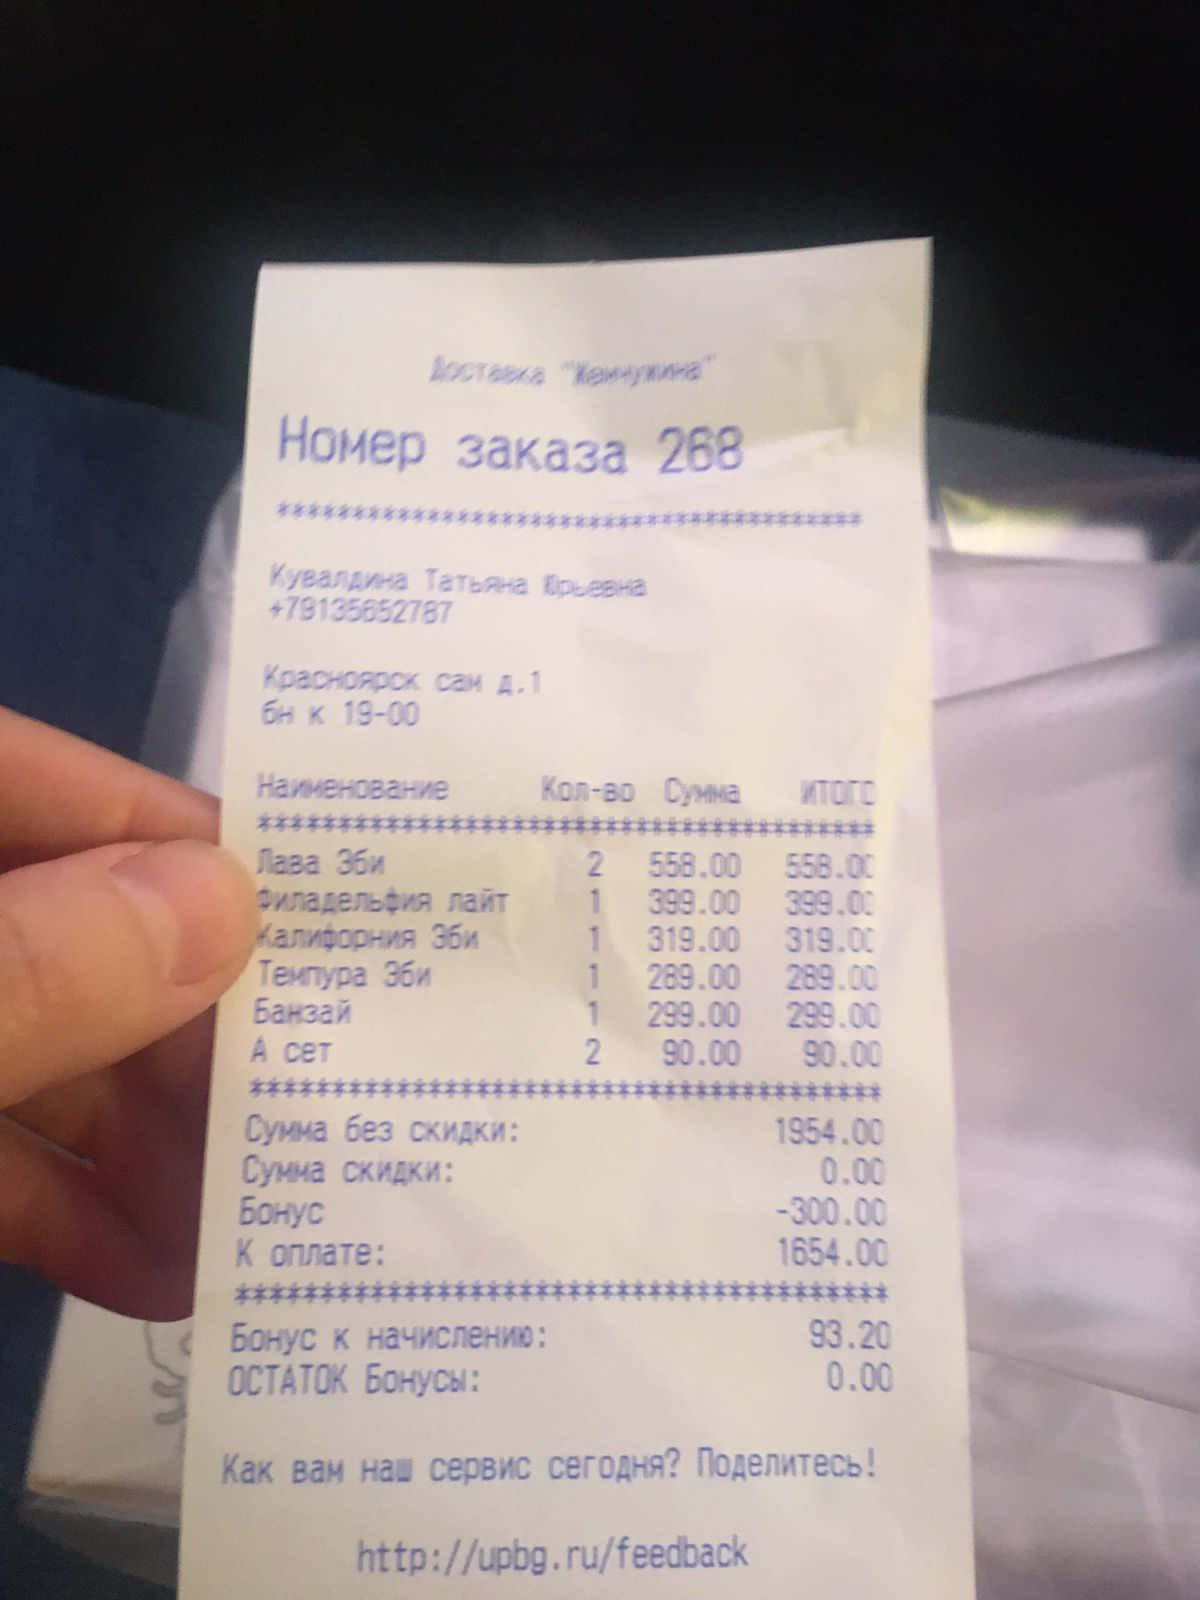 Доставка "Жемчужина"
Номер заказа 268
****************************************
Кувалдина Татьяна Юрьевна
+79135652787
Красноярск сам д.1
бн к 19-00
Наименование Кол-во Сумма ИТОГО
****************************************
Лава Эби 2 558.00 558.00
Филадельфия лайт 1 399.00 399.00
Калифорния Эби 1 319.00 319.00
Темпура Эби 1 289.00 289.00
Банзай 1 299.00 299.00
А сет 2 90.00 90.00
****************************************
Сумма без скидки: 1954.00
Сумма скидки: 0.00
Бонус -300.00
К оплате: 1654.00
****************************************
Бонус к начислению: 93.20
ОСТАТОК Бонусы: 0.00
Как вам наш сервис сегодня? Поделитесь!
http://upbg.ru/feedback